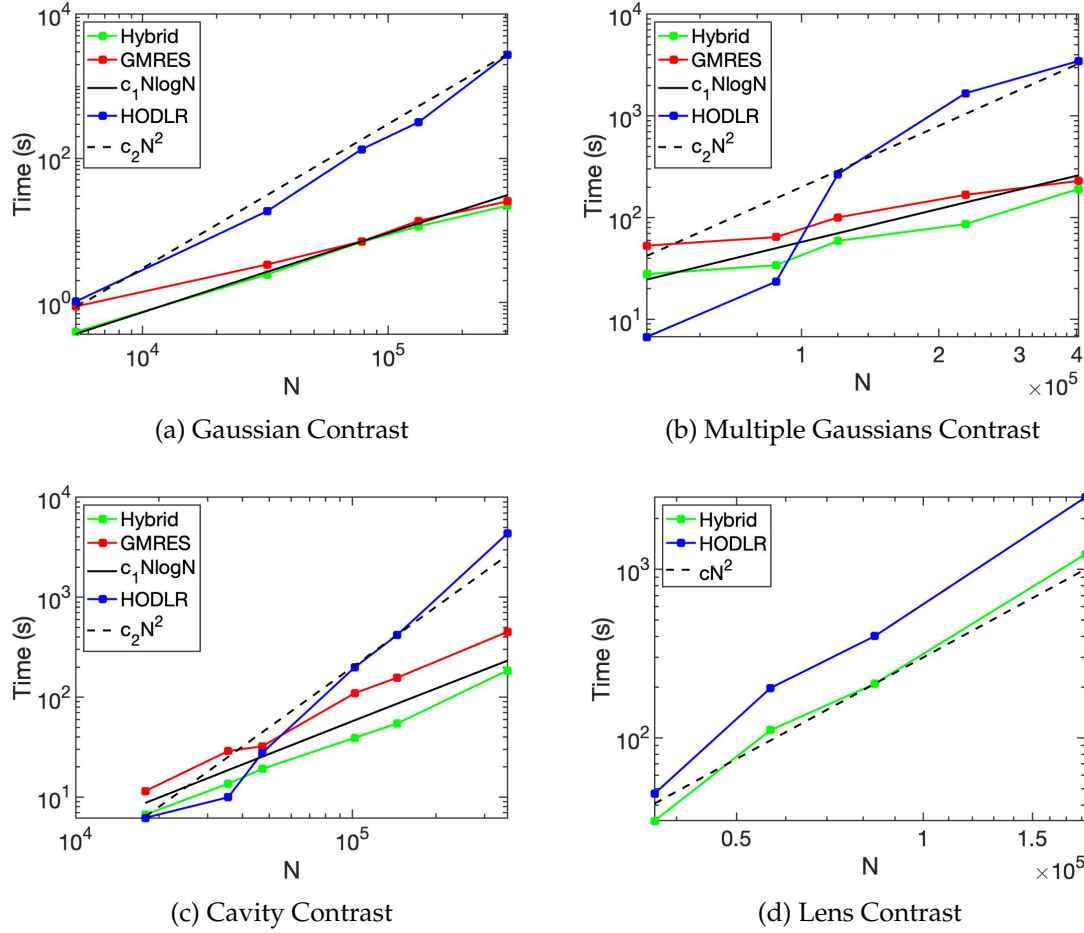 Time (s)
10^4
10^2
10^0
Hybrid
GMRES
c_1NlogN
HODLR
c_2N^2
10^4
10^5
N
(a) Gaussian Contrast
Time (s)
10^4
10^3
10^2
10^1
Hybrid
GMRES
c_1NlogN
HODLR
c_2N^2
1
2
3
4
× 10^5
N
(b) Multiple Gaussians Contrast
Time (s)
10^4
10^3
10^2
10^1
Hybrid
GMRES
c_1NlogN
HODLR
c_2N^2
10^4
10^5
N
(c) Cavity Contrast
Time (s)
10^3
10^2
Hybrid
HODLR
cN^2
0.5
1
1.5
× 10^5
N
(d) Lens Contrast